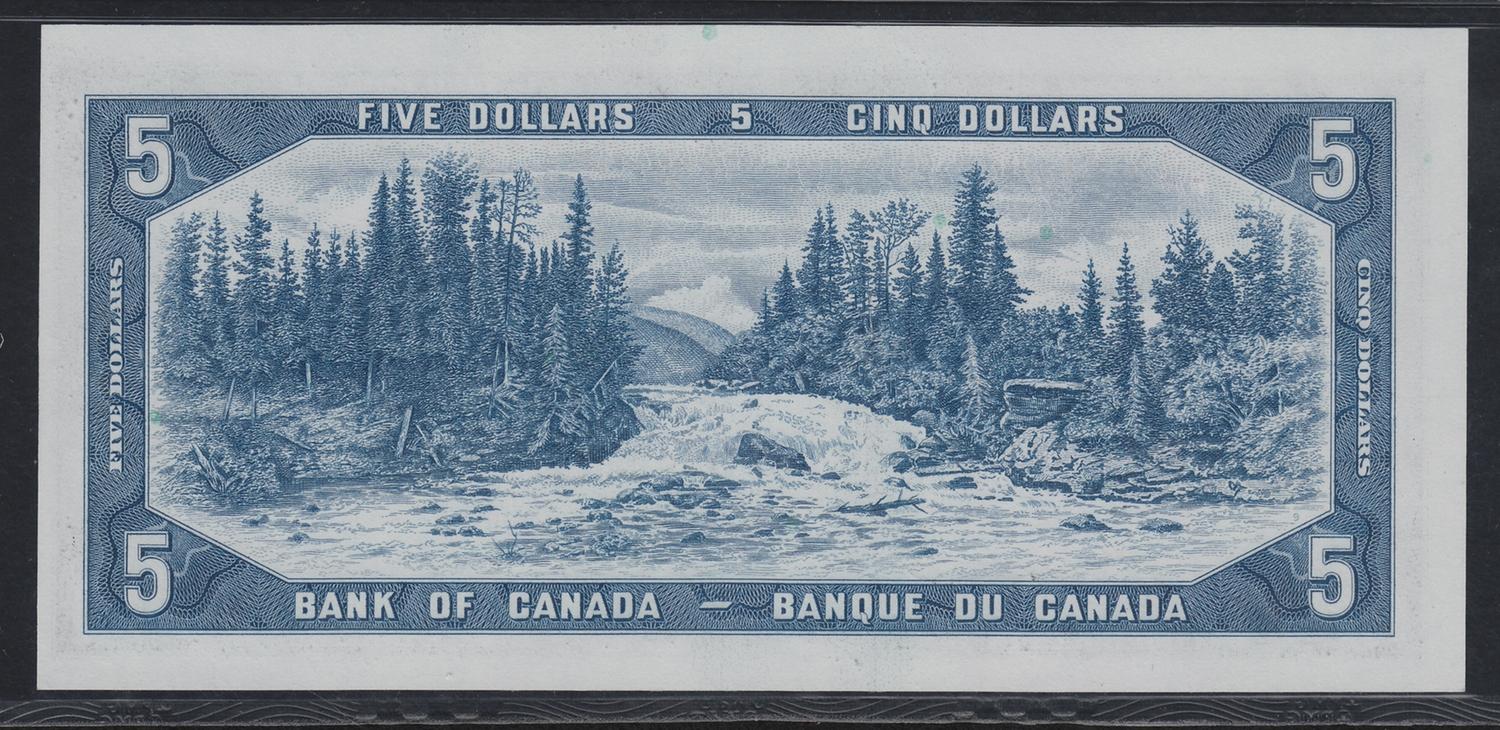 FIVE DOLLARS 5 CINQ DOLLARS
5 5
FIVE DOLLARS
CINQ DOLLARS
5 5
BANK OF CANADA – BANQUE DU CANADA